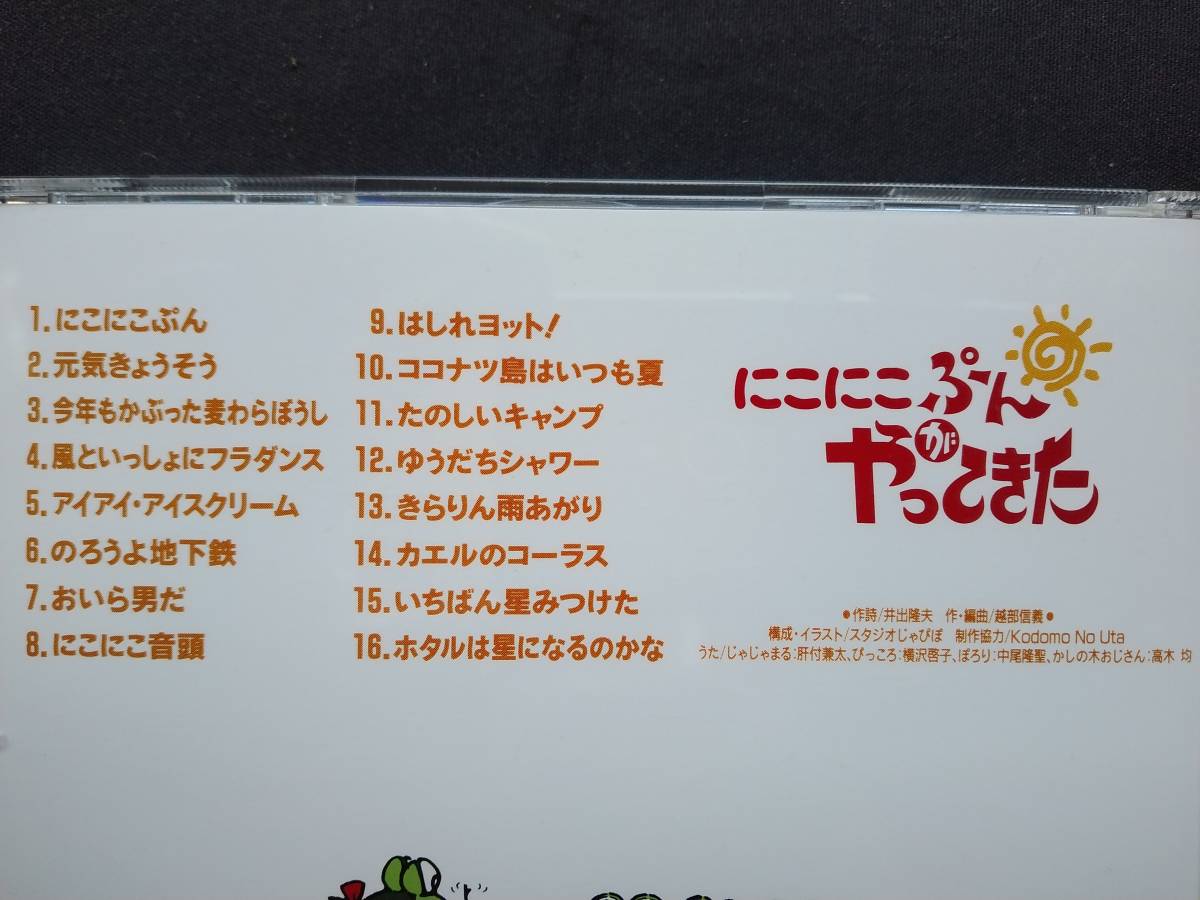 1.にこにこぷん
2.元気きょうそう
3.今年もかぶった麦わらぼうし
4.風といっしょにフラダンス
5.アイアイ・アイスクリーム
6.のろうよ地下鉄
7.おいら男だ
8.にこにこ音頭
9.はしれヨット!
10.ココナツ島はいつも夏
11.たのしいキャンプ
12.ゆうだちシャワー
13.きらりん雨あがり
14.カエルのコーラス
15.いちばん星みつけた
16.ホタルは星になるのかな
にこにこぷん
がやってきた
●作詩/井出隆夫 作・編曲/越部信義●
構成・イラスト/スタジオじゃぴぽ 制作協力/Kodomo No Uta
うた/じゃじゃまる:肝付兼太、ぴっころ:横沢啓子、ぽろり:中尾隆聖、かしの木おじさん:高木 均